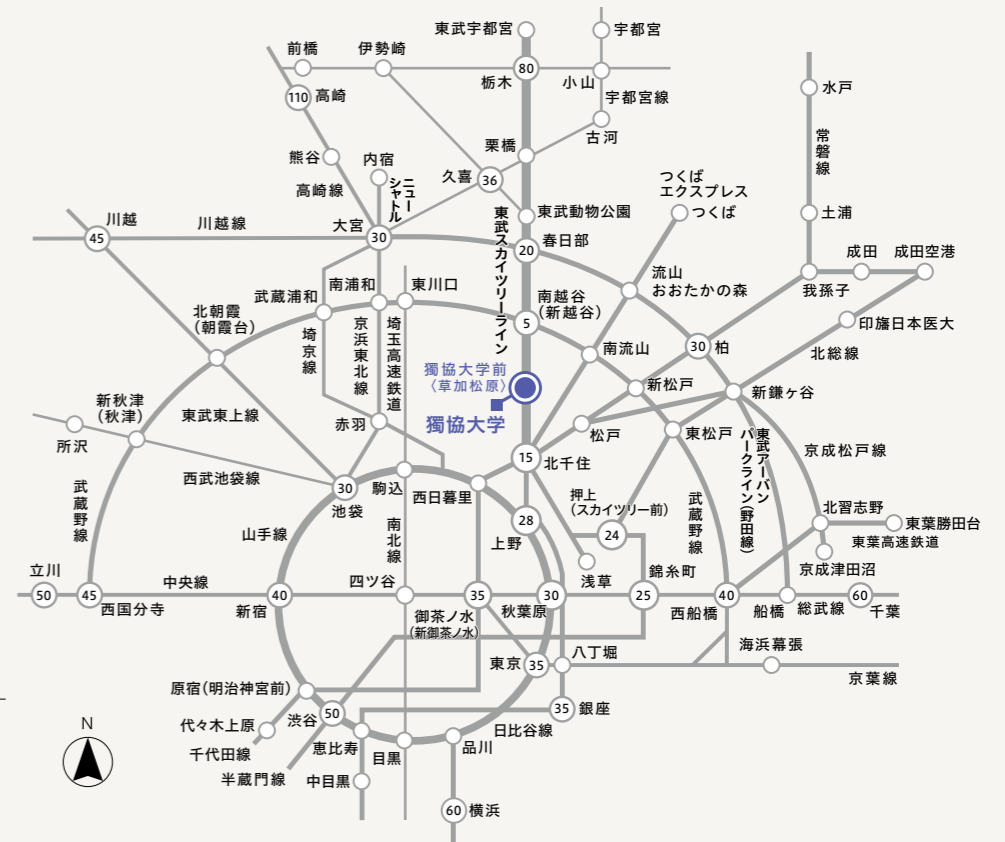 東武宇都宮
宇都宮
前橋
伊勢崎
80
栃木
小山
宇都宮線
水戸
110
高崎
古河
常磐線
栗橋
熊谷
内宿
高崎線
ニュー
シャトル
久喜
36
つくば
エクスプレス
つくば
川越
45
川越線
大宮
30
東武動物公園
東武スカイツリーライン
春日部
20
土浦
成田
成田空港
流山
おおたかの森
我孫子
南浦和
東川口
武蔵浦和
南越谷
(新越谷)
5
北朝霞
(朝霞台)
埼京線
京浜東北線
埼玉高速鉄道
南流山
30
柏
印旛日本医大
北総線
獨協大学前
〈草加松原〉
獨協大学
新松戸
新鎌ヶ谷
新秋津
(秋津)
東武東上線
赤羽
松戸
東松戸
東武アーバン
パークライン(野田線)
京成松戸線
所沢
西武池袋線
15
北千住
30
池袋
駒込
西日暮里
武蔵野線
押上
(スカイツリー前)
24
武蔵野線
北習志野
東葉勝田台
東葉高速鉄道
山手線
南北線
28
上野
浅草
京成津田沼
立川
50
45
西国分寺
中央線
新宿
40
四ツ谷
35
御茶ノ水
(新御茶ノ水)
秋葉原
30
錦糸町
25
西船橋
40
船橋
総武線
60
千葉
東京
35
八丁堀
海浜幕張
京葉線
原宿(明治神宮前)
渋谷
50
35
銀座
日比谷線
代々木上原
千代田線
恵比寿
目黒
品川
半蔵門線
中目黒
60
横浜
N